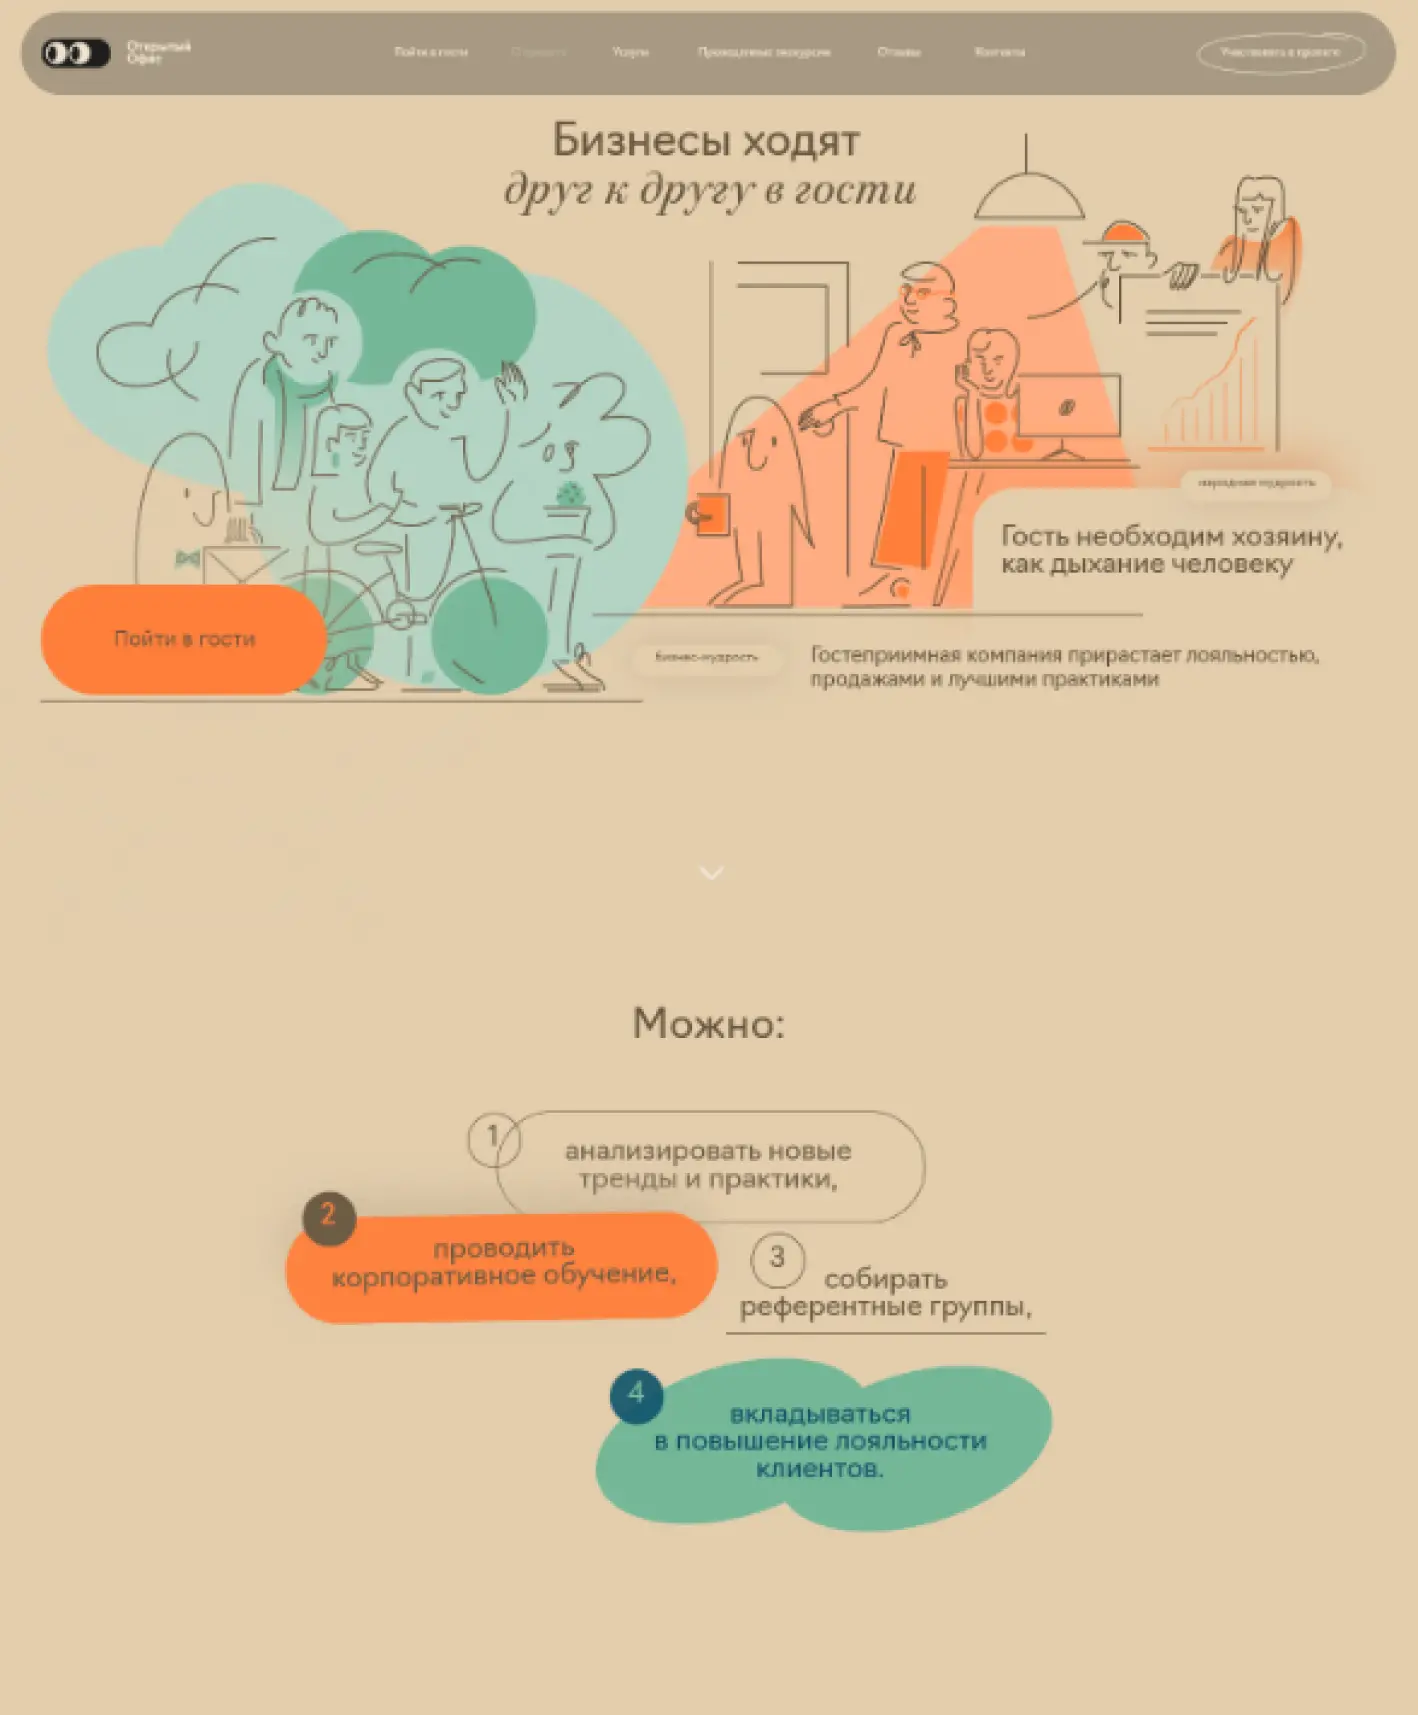 Открытый
Офис
Пойти в гости
О проекте
Услуги
Проведенные экскурсии
Отзывы
Контакты
Участвовать в проекте
Бизнесы ходят
друг к другу в гости
народная мудрость
Гость необходим хозяину,
как дыхание человеку
Пойти в гости
бизнес-мудрость
Гостеприимная компания прирастает лояльностью,
продажами и лучшими практиками
Можно:
1
анализировать новые
тренды и практики,
2
проводить
корпоративное обучение,
3
собирать
референтные группы,
4
вкладываться
в повышение лояльности
клиентов.